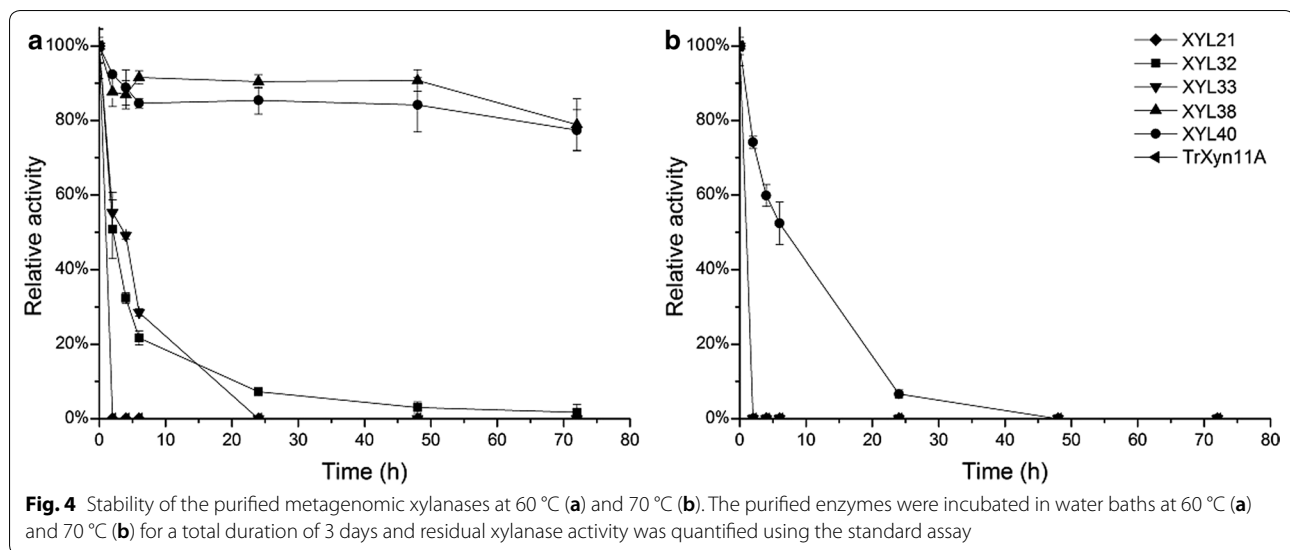 a
100%
80%
60%
40%
20%
0%
Relative activity
0 10 20 30 40 50 60 70 80
Time (h)
b
100%
80%
60%
40%
20%
0%
Relative activity
0 10 20 30 40 50 60 70 80
Time (h)
XYL21
XYL32
XYL33
XYL38
XYL40
TrXyn11A
Fig. 4 Stability of the purified metagenomic xylanases at 60 °C (a) and 70 °C (b). The purified enzymes were incubated in water baths at 60 °C (a)
and 70 °C (b) for a total duration of 3 days and residual xylanase activity was quantified using the standard assay